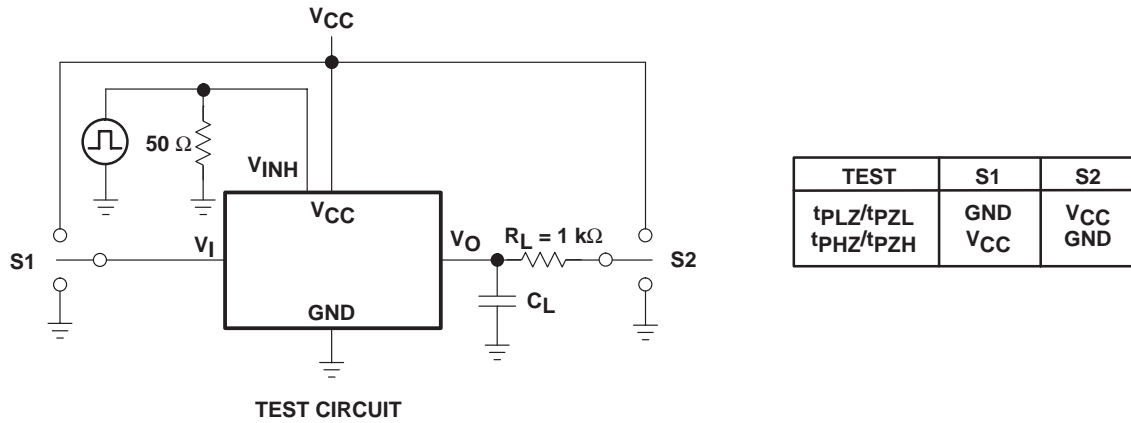 VCC
50 Ω
VINH
VCC
VI
VO
RL = 1 kΩ
S1
S2
CL
GND
TEST CIRCUIT
TEST S1 S2
tPLZ/tPZL GND VCC
tPHZ/tPZH VCC GND